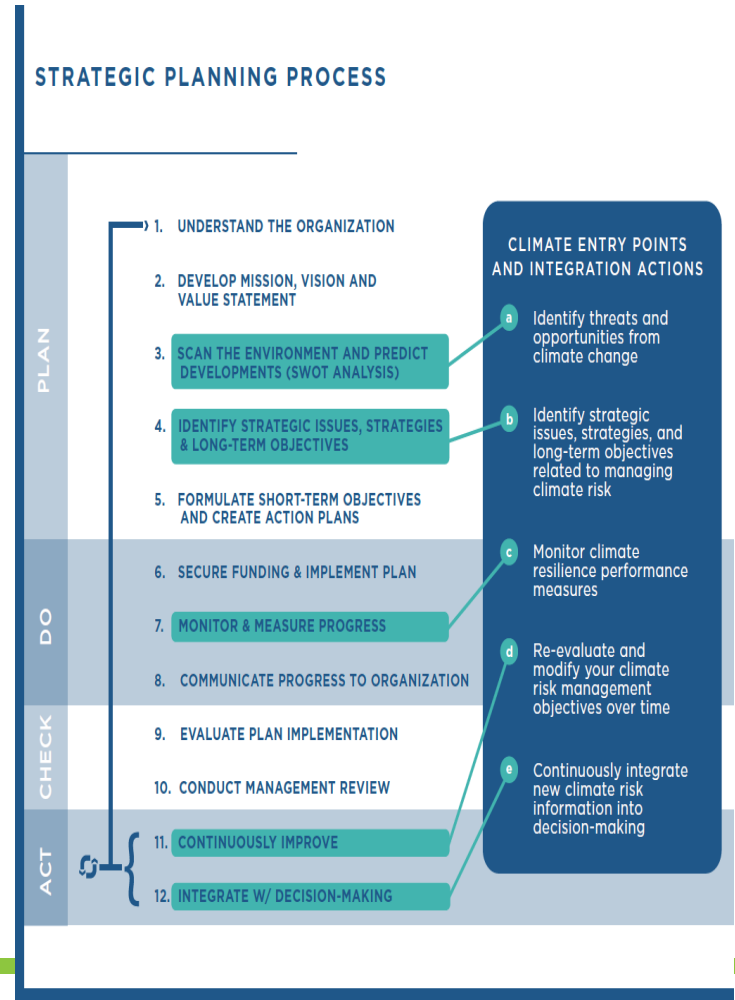 STRATEGIC PLANNING PROCESS
PLAN
1. UNDERSTAND THE ORGANIZATION
2. DEVELOP MISSION, VISION AND
VALUE STATEMENT
3. SCAN THE ENVIRONMENT AND PREDICT
DEVELOPMENTS (SWOT ANALYSIS)
4. IDENTIFY STRATEGIC ISSUES, STRATEGIES
& LONG-TERM OBJECTIVES
5. FORMULATE SHORT-TERM OBJECTIVES
AND CREATE ACTION PLANS
DO
6. SECURE FUNDING & IMPLEMENT PLAN
7. MONITOR & MEASURE PROGRESS
8. COMMUNICATE PROGRESS TO ORGANIZATION
CHECK
9. EVALUATE PLAN IMPLEMENTATION
10. CONDUCT MANAGEMENT REVIEW
ACT
11. CONTINUOUSLY IMPROVE
12. INTEGRATE W/ DECISION-MAKING
CLIMATE ENTRY POINTS
AND INTEGRATION ACTIONS
a Identify threats and
opportunities from
climate change
b Identify strategic
issues, strategies, and
long-term objectives
related to managing
climate risk
c Monitor climate
resilience performance
measures
d Re-evaluate and
modify your climate
risk management
objectives over time
e Continuously integrate
new climate risk
information into
decision-making